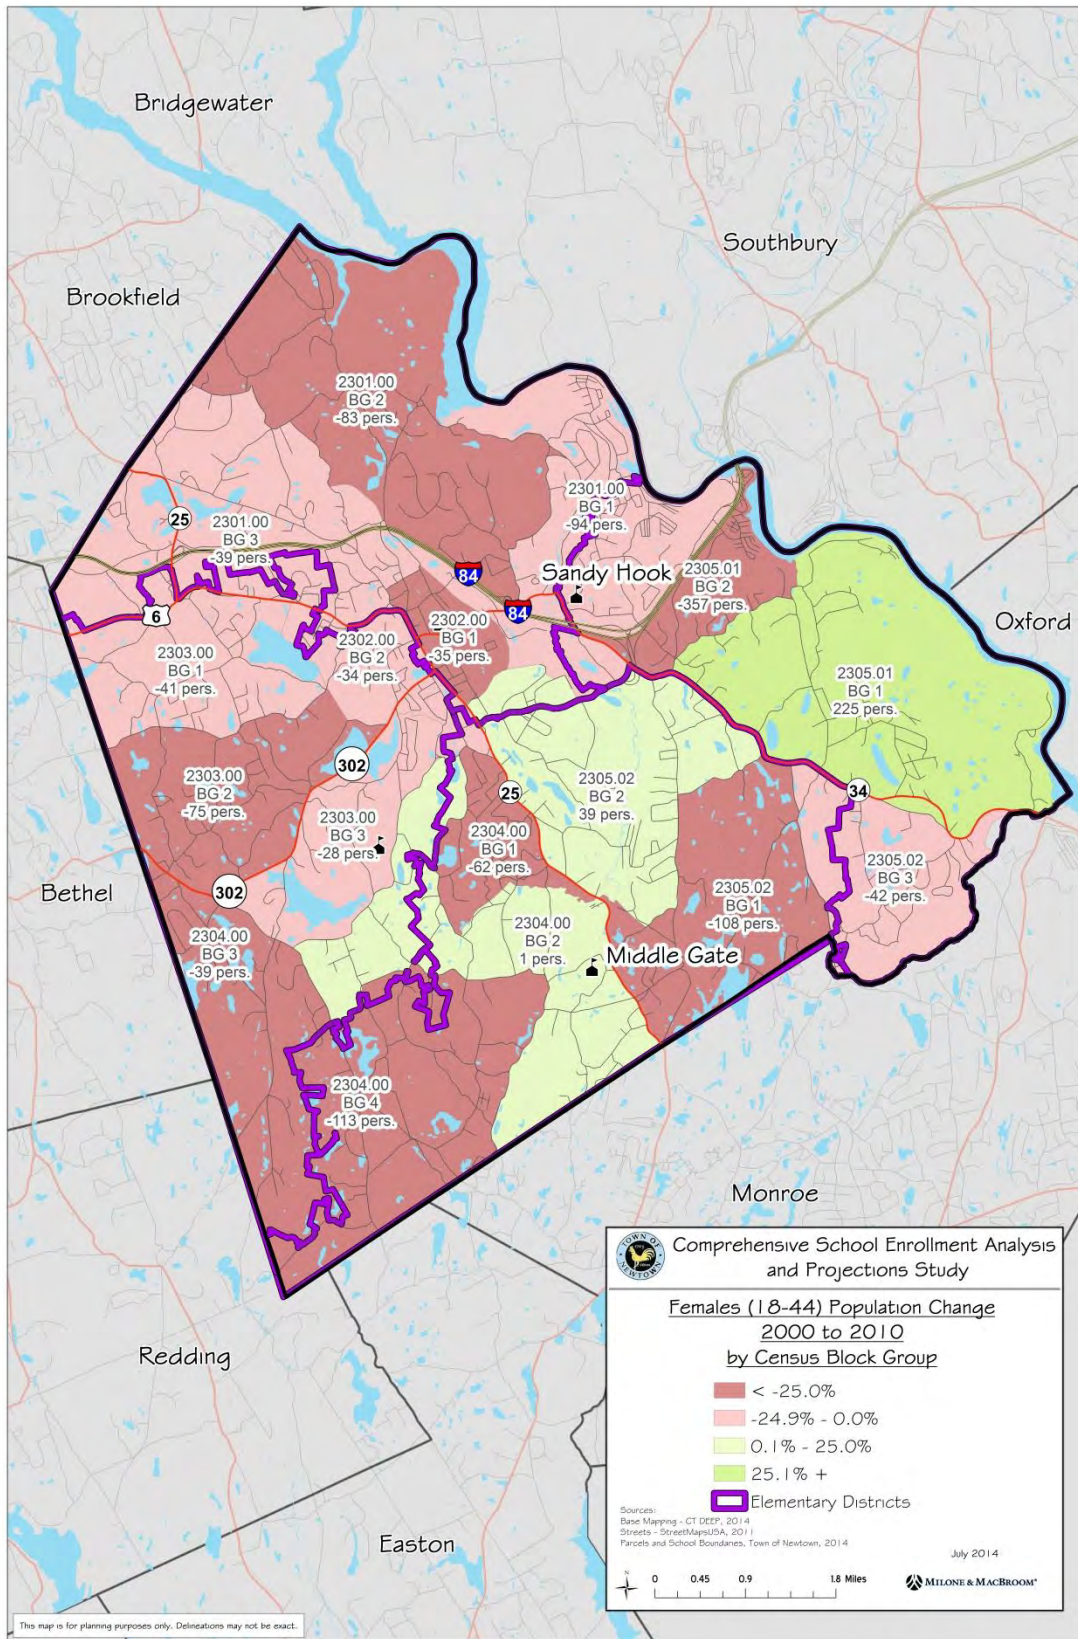 Bridgewater
Southbury
Brookfield
2301.00
BG 2
-83 pers.
2301.00
BG 1
-94 pers.
25
2301.00
BG 3
-39 pers.
84
Sandy Hook
84
2305.01
BG 2
-357 pers.
6
Oxford
2302.00
BG 1
-35 pers.
2302.00
BG 2
-34 pers.
2303.00
BG 1
-41 pers.
2305.01
BG 1
225 pers.
302
2303.00
BG 2
-75 pers.
2305.02
BG 2
39 pers.
25
34
2303.00
BG 3
-28 pers.
2304.00
BG 1
-62 pers.
2305.02
BG 3
-42 pers.
Bethel
302
2305.02
BG 1
-108 pers.
2304.00
BG 3
-39 pers.
2304.00
BG 2
1 pers.
Middle Gate
2304.00
BG 4
-113 pers.
Monroe
Redding
Easton
TOWN OF
NEWTOWN
Comprehensive School Enrollment Analysis
and Projections Study
Females (18-44) Population Change
2000 to 2010
by Census Block Group
< -25.0%
-24.9% - 0.0%
0.1% - 25.0%
25.1% +
Elementary Districts
Sources:
Base Mapping - CT DEEP, 2014
Streets - StreetMapsUSA, 2011
Parcels and School Boundaries, Town of Newtown, 2014
July 2014
N
0 0.45 0.9 1.8 Miles
MILONE & MACBROOM®
This map is for planning purposes only. Delineations may not be exact.